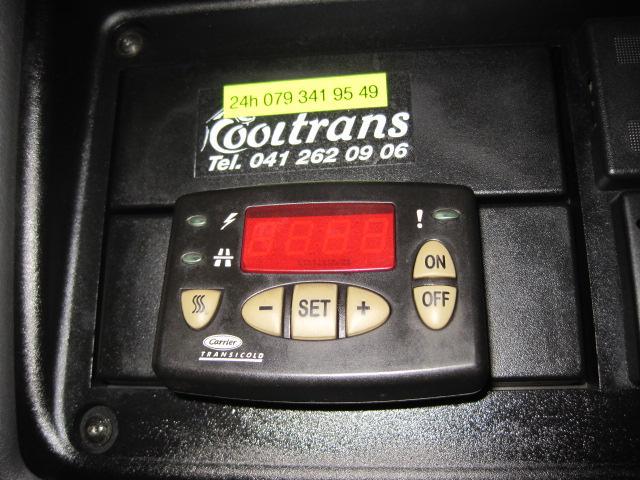 24h 079 341 95 49
Cooltrans
Tel. 041 262 09 06
!
ON
OFF
- SET +
Carrier
TRANSICOLD